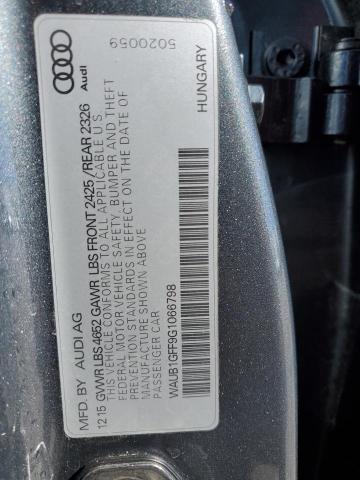 MFD. BY AUDI AG
12 15 GVWR LBS 4652 GAWR LBS FRONT 2425 / REAR 2326
THIS VEHICLE CONFORMS TO ALL APPLICABLE U.S.
FEDERAL MOTOR VEHICLE SAFETY, BUMPER AND THEFT
PREVENTION STANDARDS IN EFFECT ON THE DATE OF
MANUFACTURE SHOWN ABOVE
PASSENGER CAR
WAUB1GFF9G1066798
HUNGARY
Audi
5020059